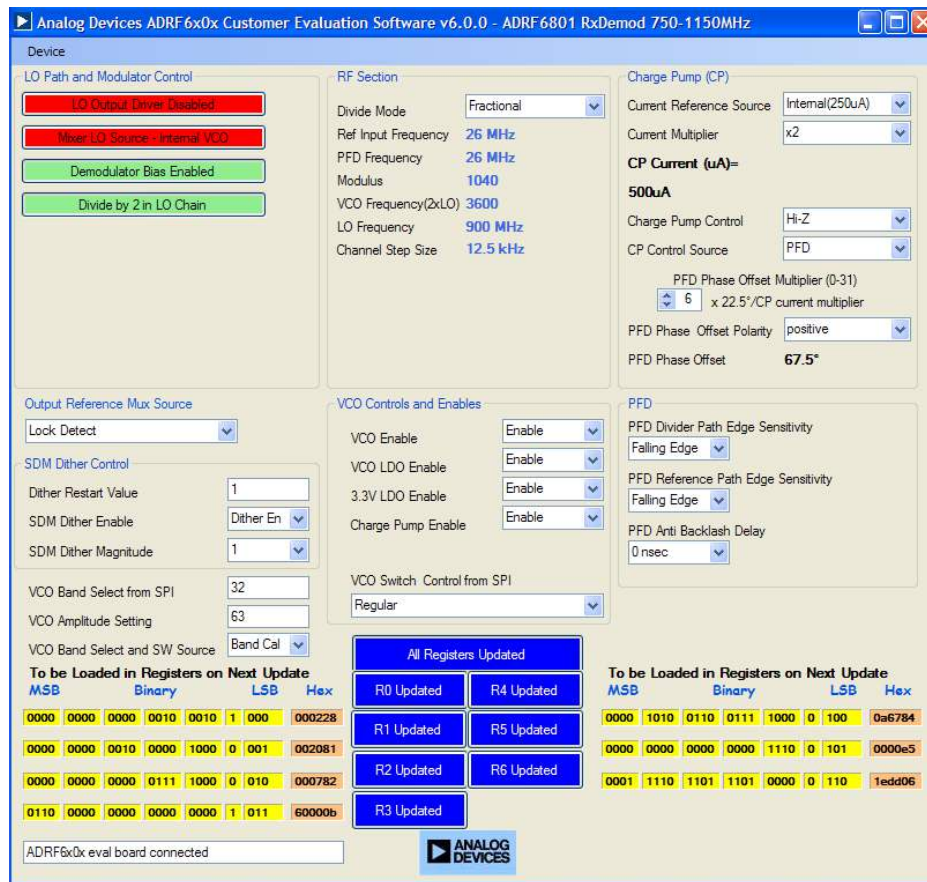 Analog Devices ADRF6x0x Customer Evaluation Software v6.0.0 - ADRF6801 RxDemod 750-1150MHz
Device
LO Path and Modulator Control
LO Output Driver Disabled
Mixer LO Source - Internal VCO
Demodulator Bias Enabled
Divide by 2 in LO Chain
RF Section
Divide Mode Fractional
Ref Input Frequency 26 MHz
PFD Frequency 26 MHz
Modulus 1040
VCO Frequency(2xLO) 3600
LO Frequency 900 MHz
Channel Step Size 12.5 kHz
Charge Pump (CP)
Current Reference Source Internal(250uA)
Current Multiplier x2
CP Current (uA)=
500uA
Charge Pump Control Hi-Z
CP Control Source PFD
PFD Phase Offset Multiplier (0-31)
6 x 22.5°/CP current multiplier
PFD Phase Offset Polarity positive
PFD Phase Offset 67.5°
Output Reference Mux Source
Lock Detect
SDM Dither Control
Dither Restart Value 1
SDM Dither Enable Dither En
SDM Dither Magnitude 1
VCO Band Select from SPI 32
VCO Amplitude Setting 63
VCO Band Select and SW Source Band Cal
VCO Controls and Enables
VCO Enable Enable
VCO LDO Enable Enable
3.3V LDO Enable Enable
Charge Pump Enable Enable
VCO Switch Control from SPI
Regular
PFD
PFD Divider Path Edge Sensitivity
Falling Edge
PFD Reference Path Edge Sensitivity
Falling Edge
PFD Anti Backlash Delay
0 nsec
To be Loaded in Registers on Next Update
MSB Binary LSB Hex
0000 0000 0000 0010 0010 1 000 000228
0000 0000 0010 0000 1000 0 001 002081
0000 0000 0000 0111 1000 0 010 000782
0110 0000 0000 0000 0000 1 011 60000b
All Registers Updated
R0 Updated R4 Updated
R1 Updated R5 Updated
R2 Updated R6 Updated
R3 Updated
To be Loaded in Registers on Next Update
MSB Binary LSB Hex
0000 1010 0110 0111 1000 0 100 0a6784
0000 0000 0000 0000 1110 0 101 0000e5
0001 1110 1101 1101 0000 0 110 1edd06
ADRF6x0x eval board connected
ANALOG
DEVICES